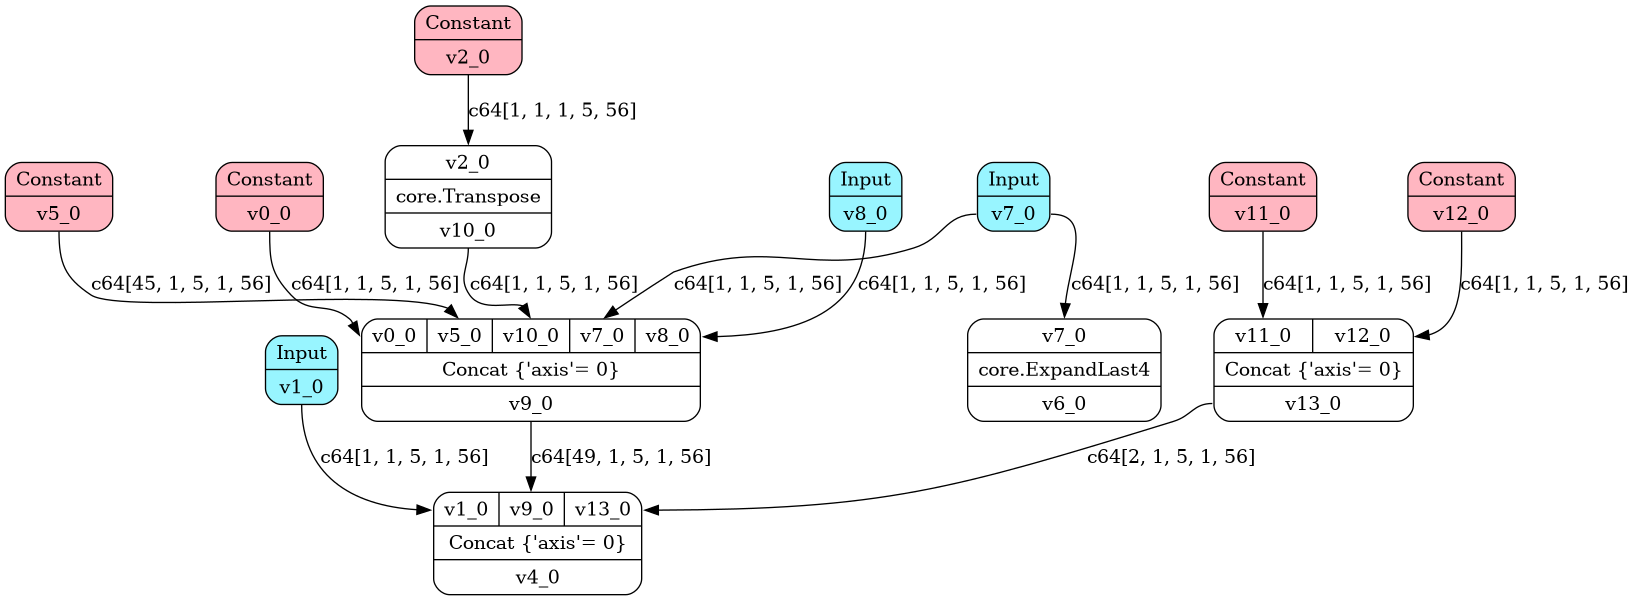 Constant
v2_0
c64[1, 1, 1, 5, 56]
Constant
v5_0
Constant
v0_0
v2_0
core.Transpose
v10_0
Input
v8_0
Input
v7_0
Constant
v11_0
Constant
v12_0
c64[45, 1, 5, 1, 56]
c64[1, 1, 5, 1, 56]
c64[1, 1, 5, 1, 56]
c64[1, 1, 5, 1, 56]
c64[1, 1, 5, 1, 56]
c64[1, 1, 5, 1, 56]
c64[1, 1, 5, 1, 56]
c64[1, 1, 5, 1, 56]
Input
v1_0
v0_0 v5_0 v10_0 v7_0 v8_0
Concat {'axis'= 0}
v9_0
v7_0
core.ExpandLast4
v6_0
v11_0 v12_0
Concat {'axis'= 0}
v13_0
c64[1, 1, 5, 1, 56]
c64[49, 1, 5, 1, 56]
c64[2, 1, 5, 1, 56]
v1_0 v9_0 v13_0
Concat {'axis'= 0}
v4_0